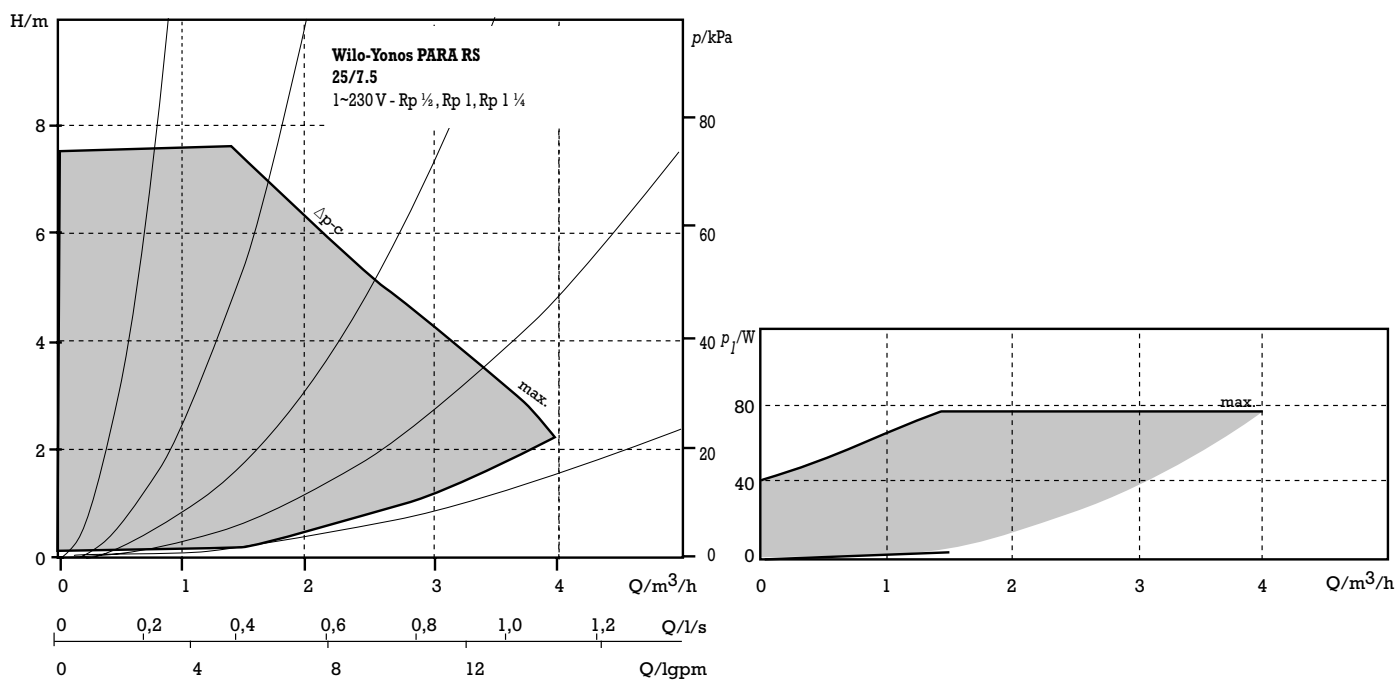 H/m
p/kPa
Wilo-Yonos PARA RS
25/7.5
1~230 V - Rp ½, Rp 1, Rp 1 ¼
8
80
Δp-c
6
60
4
40
max.
2
20
0
0
0 1 2 3 4 Q/m³/h
0 0,2 0,4 0,6 0,8 1,0 1,2 Q/l/s
0 4 8 12 Q/lgpm
p₁/W
80
max.
40
0
0 1 2 3 4 Q/m³/h